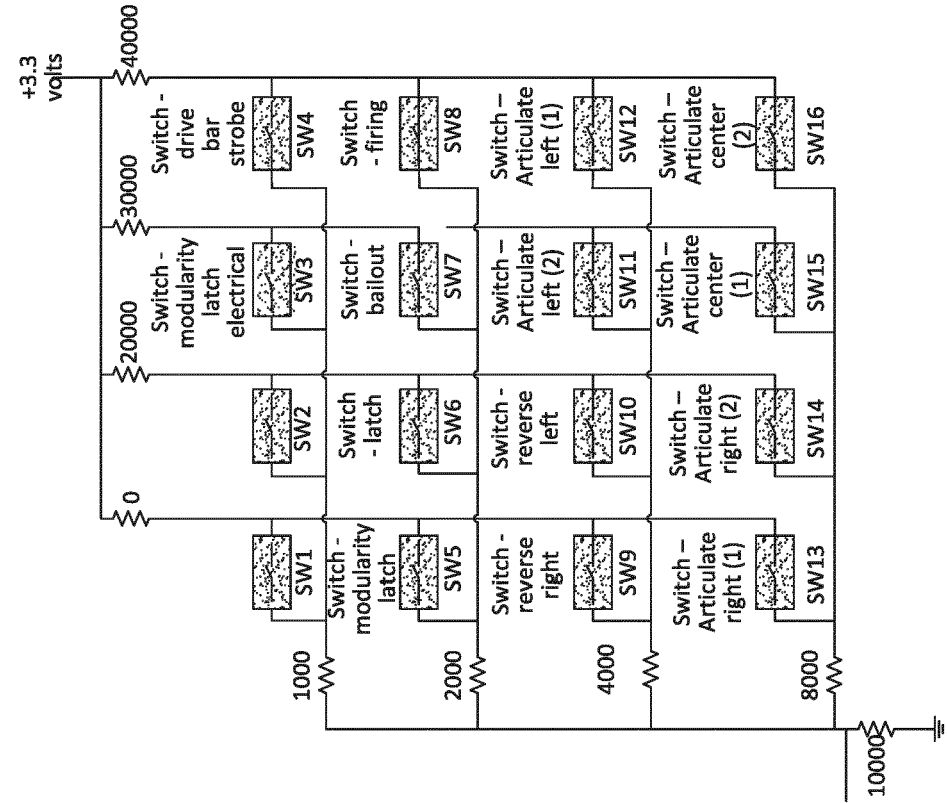 +3.3
volts
40000
30000
20000
0
Switch -
drive
bar
strobe
SW4
Switch
- firing
SW8
Switch –
Articulate
left (1)
SW12
Switch –
Articulate
center
(2)
SW16
Switch -
modularity
latch
electrical
SW3
Switch -
bailout
SW7
Switch –
Articulate
left (2)
SW11
Switch –
Articulate
center
(1)
SW15
SW2
Switch
- latch
SW6
Switch -
reverse
left
SW10
Switch –
Articulate
right (2)
SW14
SW1
Switch -
modularity
latch
SW5
Switch -
reverse
right
SW9
Switch –
Articulate
right (1)
SW13
1000
2000
4000
8000
10000